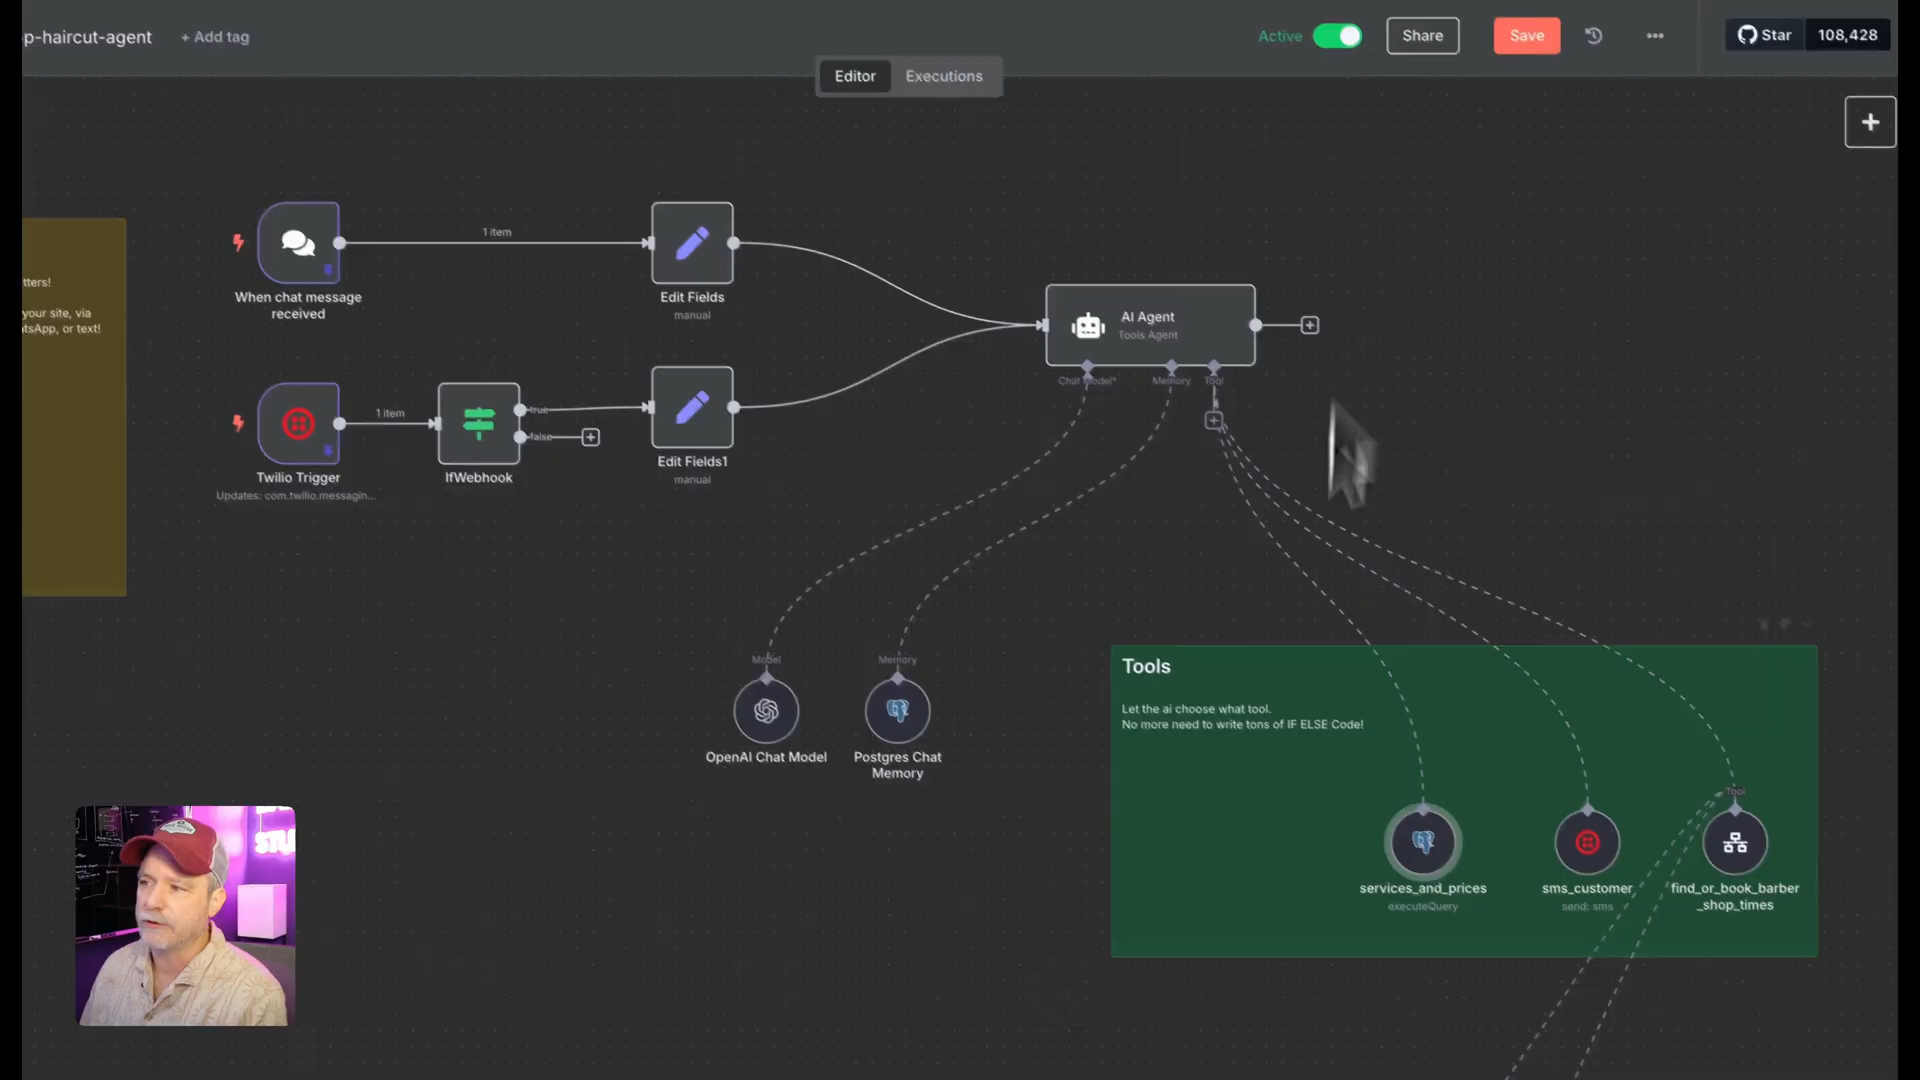 p-haircut-agent
+ Add tag
Active
Share
Save
Star
108,428
Editor
Executions
tters!
your site, via
tsApp, or text!
1 item
When chat message
received
Edit Fields
manual
AI Agent
Tools Agent
Chat Model*
Memory
Tool
1 item
true
false
Twilio Trigger
Updates: com.twilio.messagin...
IfWebhook
Edit Fields1
manual
Model
Memory
OpenAI Chat Model
Postgres Chat
Memory
Tools
Let the ai choose what tool.
No more need to write tons of IF ELSE Code!
Tool
services_and_prices
executeQuery
sms_customer
send: sms
find_or_book_barber
_shop_times
STU